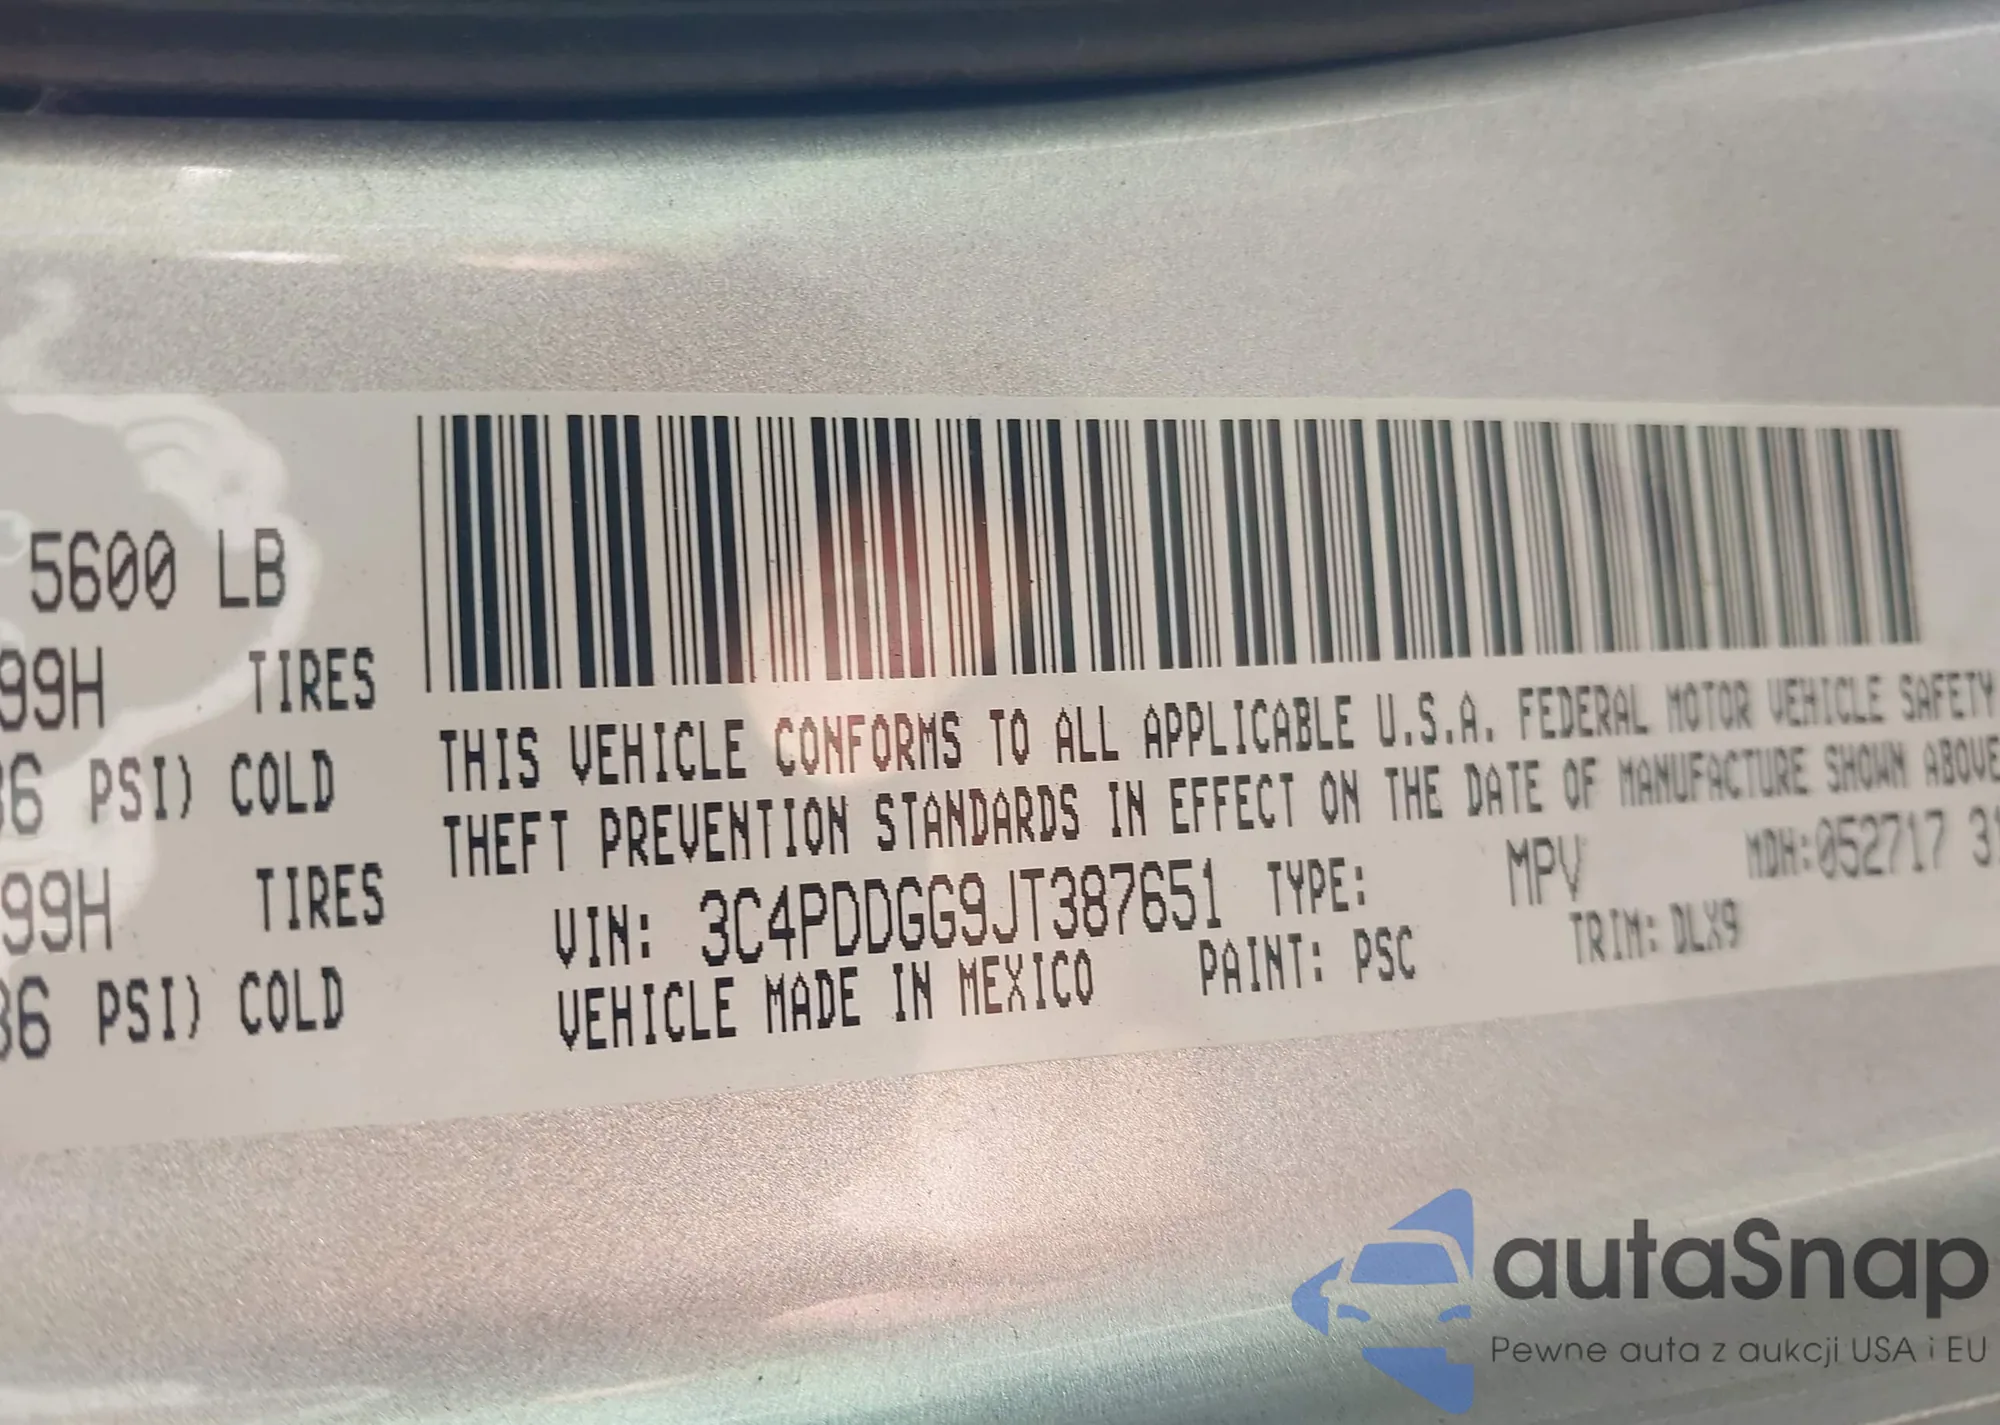 5600 LB
99H TIRES
36 PSI) COLD
99H TIRES
36 PSI) COLD
THIS VEHICLE CONFORMS TO ALL APPLICABLE U.S.A. FEDERAL MOTOR VEHICLE SAFETY
THEFT PREVENTION STANDARDS IN EFFECT ON THE DATE OF MANUFACTURE SHOWN ABOVE
VIN: 3C4PDDGG9JT387651 TYPE: MPV MDH:052717 31
VEHICLE MADE IN MEXICO PAINT: PSC TRIM: DLX9
autaSnap
Pewne auta z aukcji USA i EU